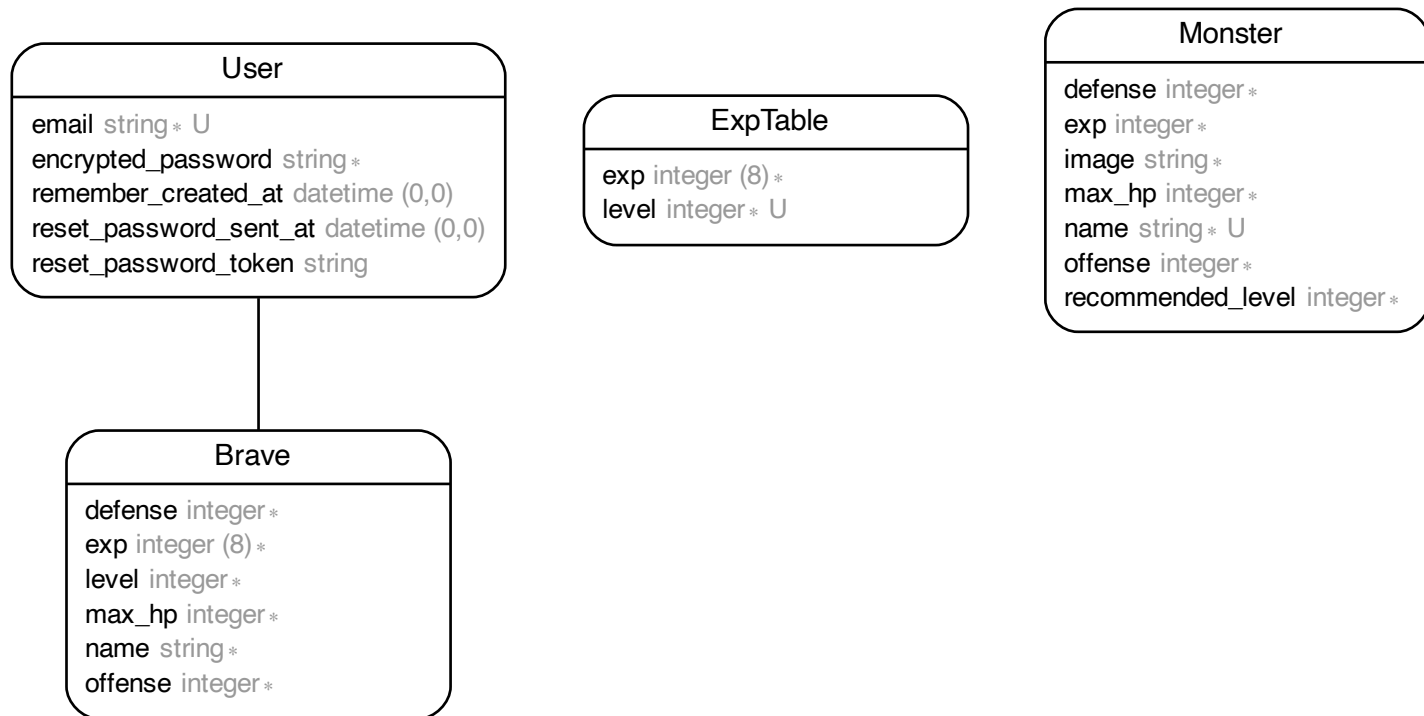 User
email string* U
encrypted_password string*
remember_created_at datetime (0,0)
reset_password_sent_at datetime (0,0)
reset_password_token string
ExpTable
exp integer (8)*
level integer* U
Monster
defense integer*
exp integer*
image string*
max_hp integer*
name string* U
offense integer*
recommended_level integer*
Brave
defense integer*
exp integer (8)*
level integer*
max_hp integer*
name string*
offense integer*